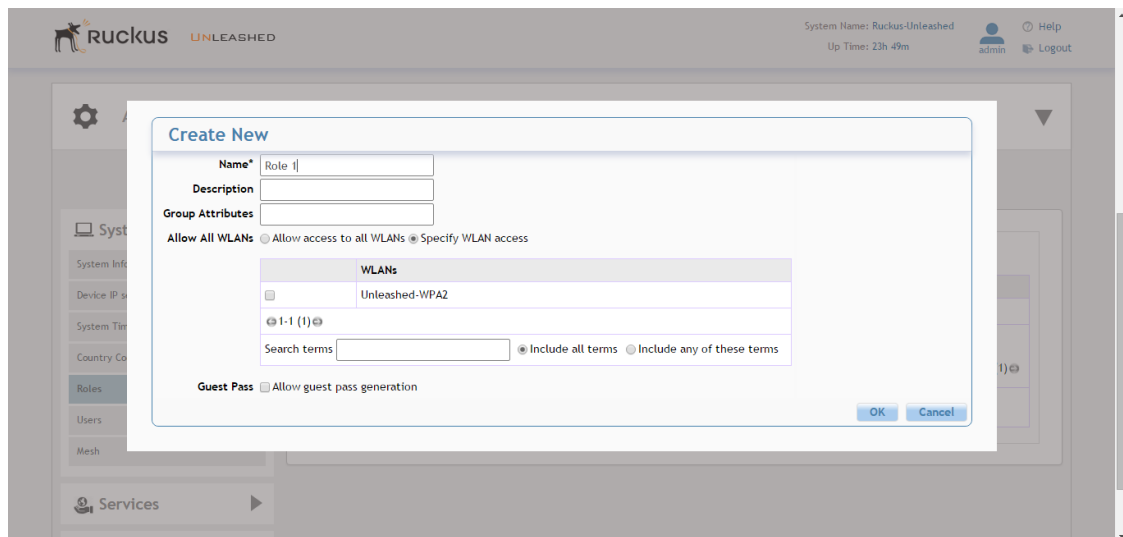 Ruckus UNLEASHED
System Name: Ruckus-Unleashed
Up Time: 23h 49m
admin
Help
Logout
Create New
Name* Role 1
Description
Group Attributes
Allow All WLANs Allow access to all WLANs Specify WLAN access
WLANs
Unleashed-WPA2
1-1 (1)
Search terms Include all terms Include any of these terms
Guest Pass Allow guest pass generation
OK Cancel
Syst
System Info
Device IP s
System Tim
Country Co
Roles
Users
Mesh
1)
Services